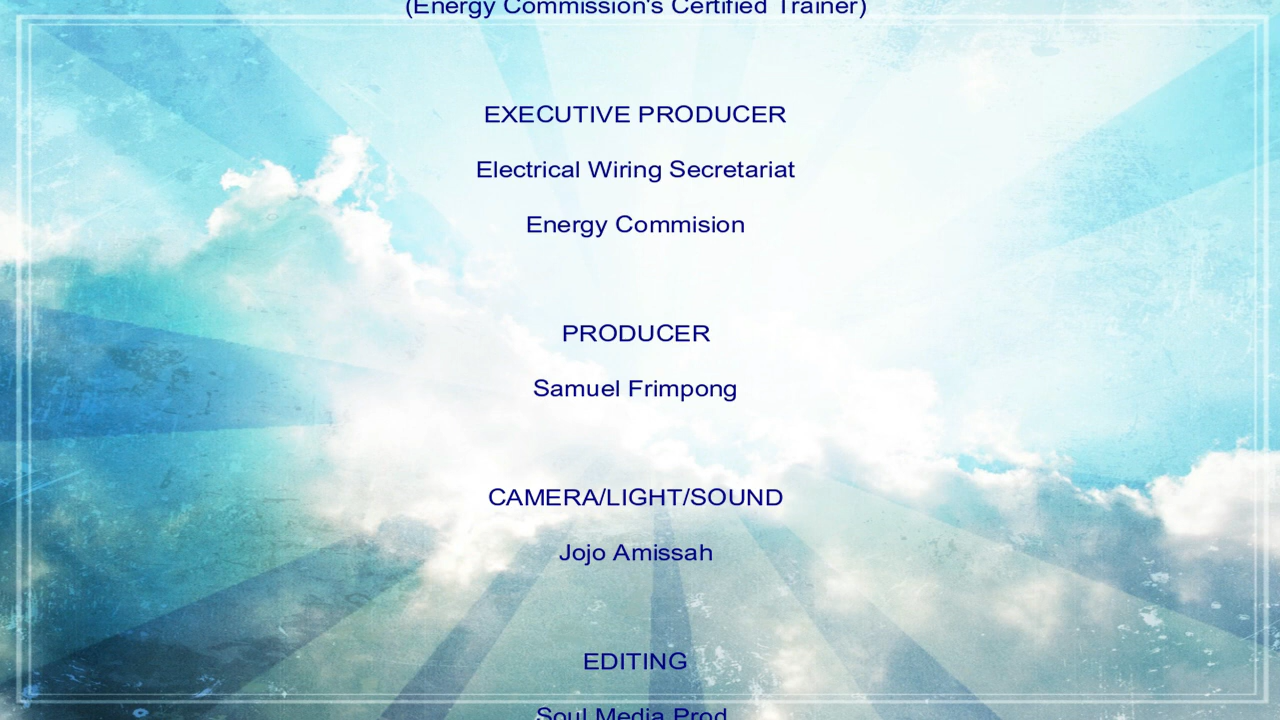 (Energy Commission's Certified Trainer)
EXECUTIVE PRODUCER
Electrical Wiring Secretariat
Energy Commision
PRODUCER
Samuel Frimpong
CAMERA/LIGHT/SOUND
Jojo Amissah
EDITING
Soul Media Prod